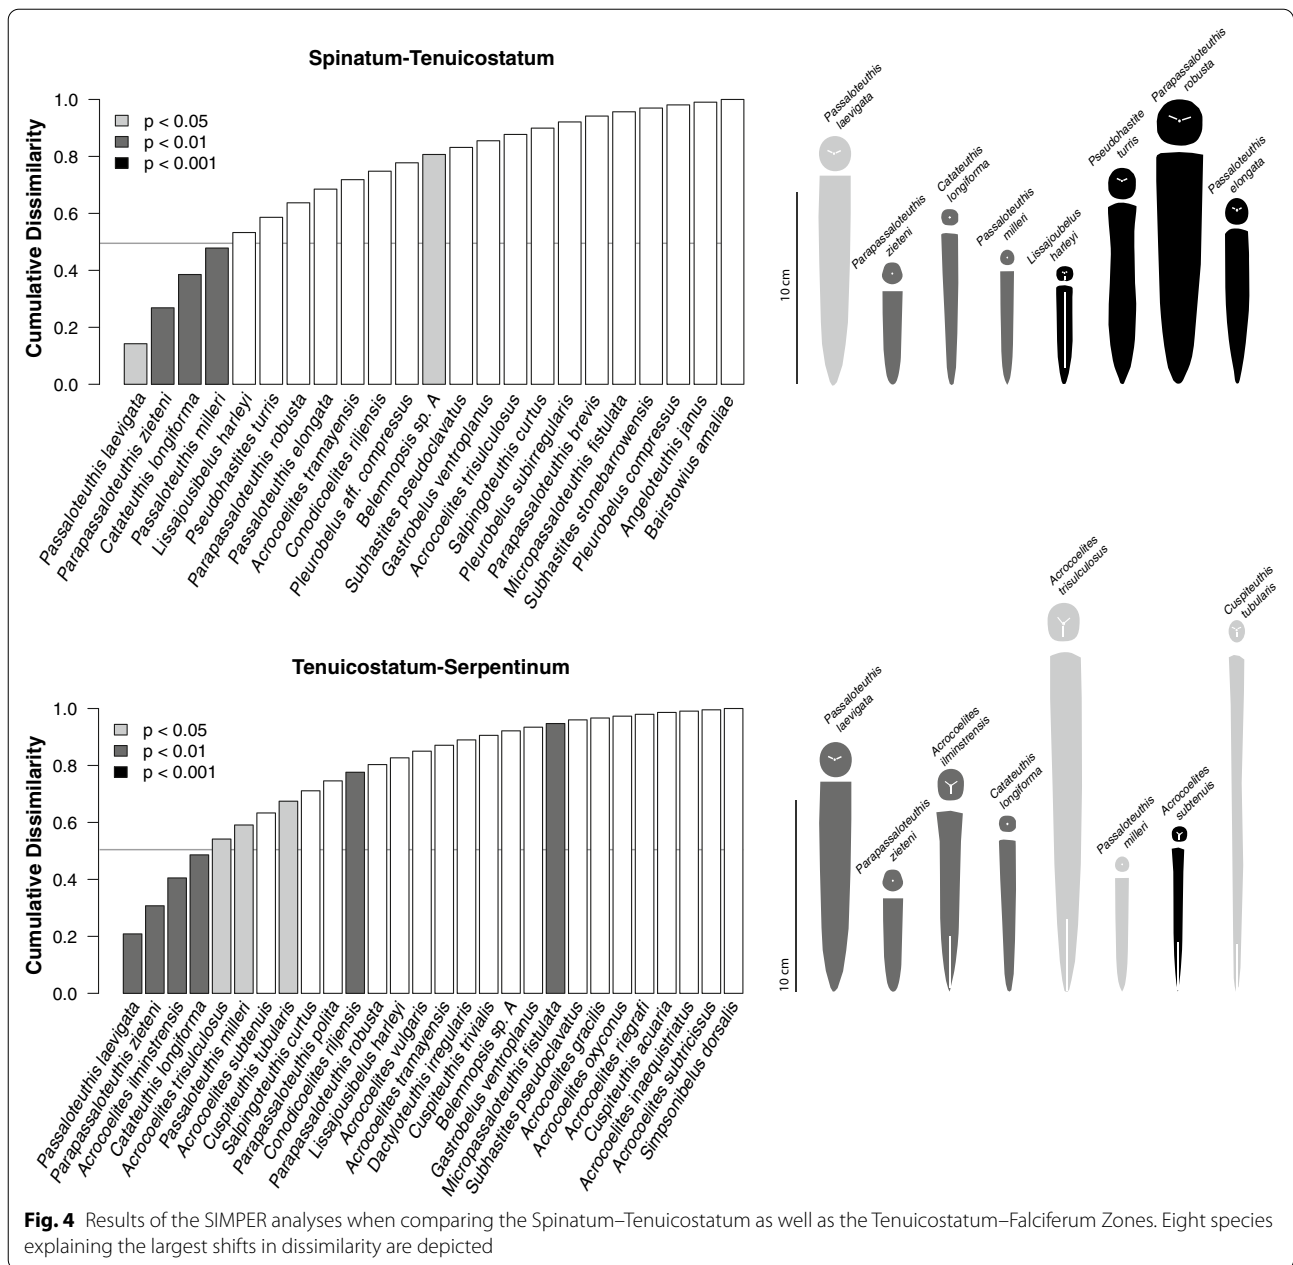 Spinatum-Tenuicostatum
Cumulative Dissimilarity
1.0
0.8
0.6
0.4
0.2
0.0
p < 0.05
p < 0.01
p < 0.001
Passaloteuthis laevigata
Parapassaloteuthis zieteni
Catateuthis longiforma
Passaloteuthis milleri
Lissajousibelus harleyi
Pseudohastites turris
Parapassaloteuthis robusta
Passaloteuthis elongata
Acrocoelites tramayensis
Conodicoelites riljensis
Pleurobelus aff. compressus
Belemnopsis sp. A
Subhastites pseudoclavatus
Gastrobelus ventroplanus
Acrocoelites trisulculosus
Salpingoteuthis curtus
Pleurobelus subirregularis
Parapassaloteuthis brevis
Micropassaloteuthis fistulata
Subhastites stonebarrowensis
Pleurobelus compressus
Angeloteuthis janus
Bairstowius amaliae
10 cm
Passaloteuthis
laevigata
Parapassaloteuthis
zieteni
Catateuthis
longiforma
Passaloteuthis
milleri
Lissajoubelus
harleyi
Pseudohastite
turris
Parapassaloteuthis
robusta
Passaloteuthis
elongata
Tenuicostatum-Serpentinum
Cumulative Dissimilarity
1.0
0.8
0.6
0.4
0.2
0.0
p < 0.05
p < 0.01
p < 0.001
Passaloteuthis laevigata
Parapassaloteuthis zieteni
Acrocoelites ilminstrensis
Catateuthis longiforma
Acrocoelites trisulculosus
Passaloteuthis milleri
Acrocoelites subtenuis
Cuspiteuthis tubularis
Salpingoteuthis curtus
Parapassaloteuthis polita
Conodicoelites riljensis
Parapassaloteuthis robusta
Lissajousibelus harleyi
Acrocoelites vulgaris
Acrocoelites tramayensis
Dactyloteuthis irregularis
Cuspiteuthis trivialis
Belemnopsis sp. A
Gastrobelus ventroplanus
Micropassaloteuthis fistulata
Subhastites pseudoclavatus
Acrocoelites gracilis
Acrocoelites oxyconus
Acrocoelites riegrafi
Cuspiteuthis acuaria
Acrocoelites inaequistriatus
Acrocoelites subtricissus
Simpsonibelus dorsalis
10 cm
Passaloteuthis
laevigata
Parapassaloteuthis
zieteni
Acrocoelites
ilminstrensis
Catateuthis
longiforma
Acrocoelites
trisulculosus
Passaloteuthis
milleri
Acrocoelites
subtenuis
Cuspiteuthis
tubularis
Fig. 4 Results of the SIMPER analyses when comparing the Spinatum–Tenuicostatum as well as the Tenuicostatum–Falciferum Zones. Eight species
explaining the largest shifts in dissimilarity are depicted